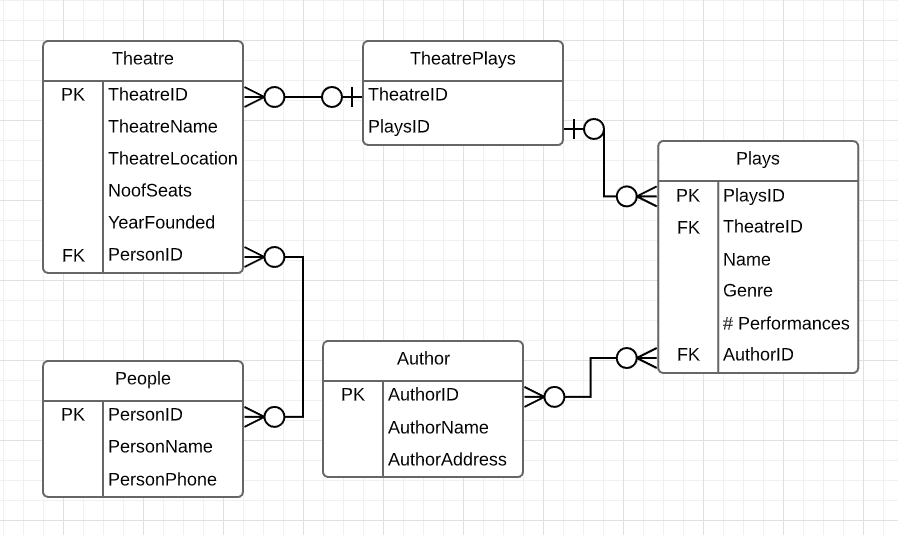 Theatre
PK TheatreID
TheatreName
TheatreLocation
NoofSeats
YearFounded
FK PersonID
TheatrePlays
TheatreID
PlaysID
Plays
PK PlaysID
FK TheatreID
Name
Genre
# Performances
FK AuthorID
People
PK PersonID
PersonName
PersonPhone
Author
PK AuthorID
AuthorName
AuthorAddress